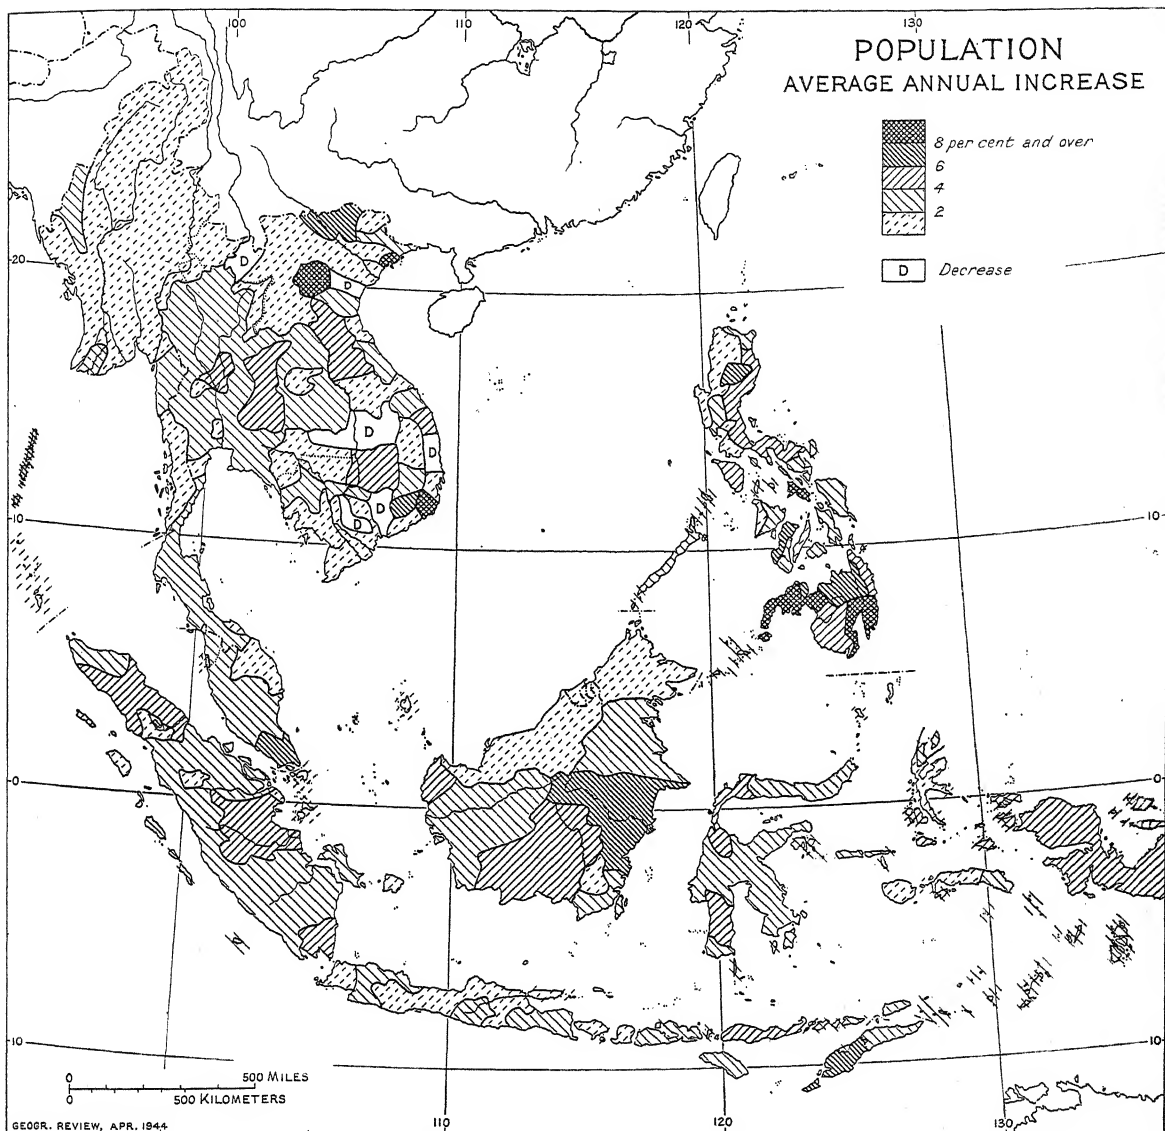 100
110
120
130
POPULATION
AVERAGE ANNUAL INCREASE
8 per cent and over
6
4
2
D Decrease
D
20
D
D
D
10
D
D
10
0
0
10
10
0 500 MILES
0 500 KILOMETERS
110
120
130
GEOGR. REVIEW, APR. 1944